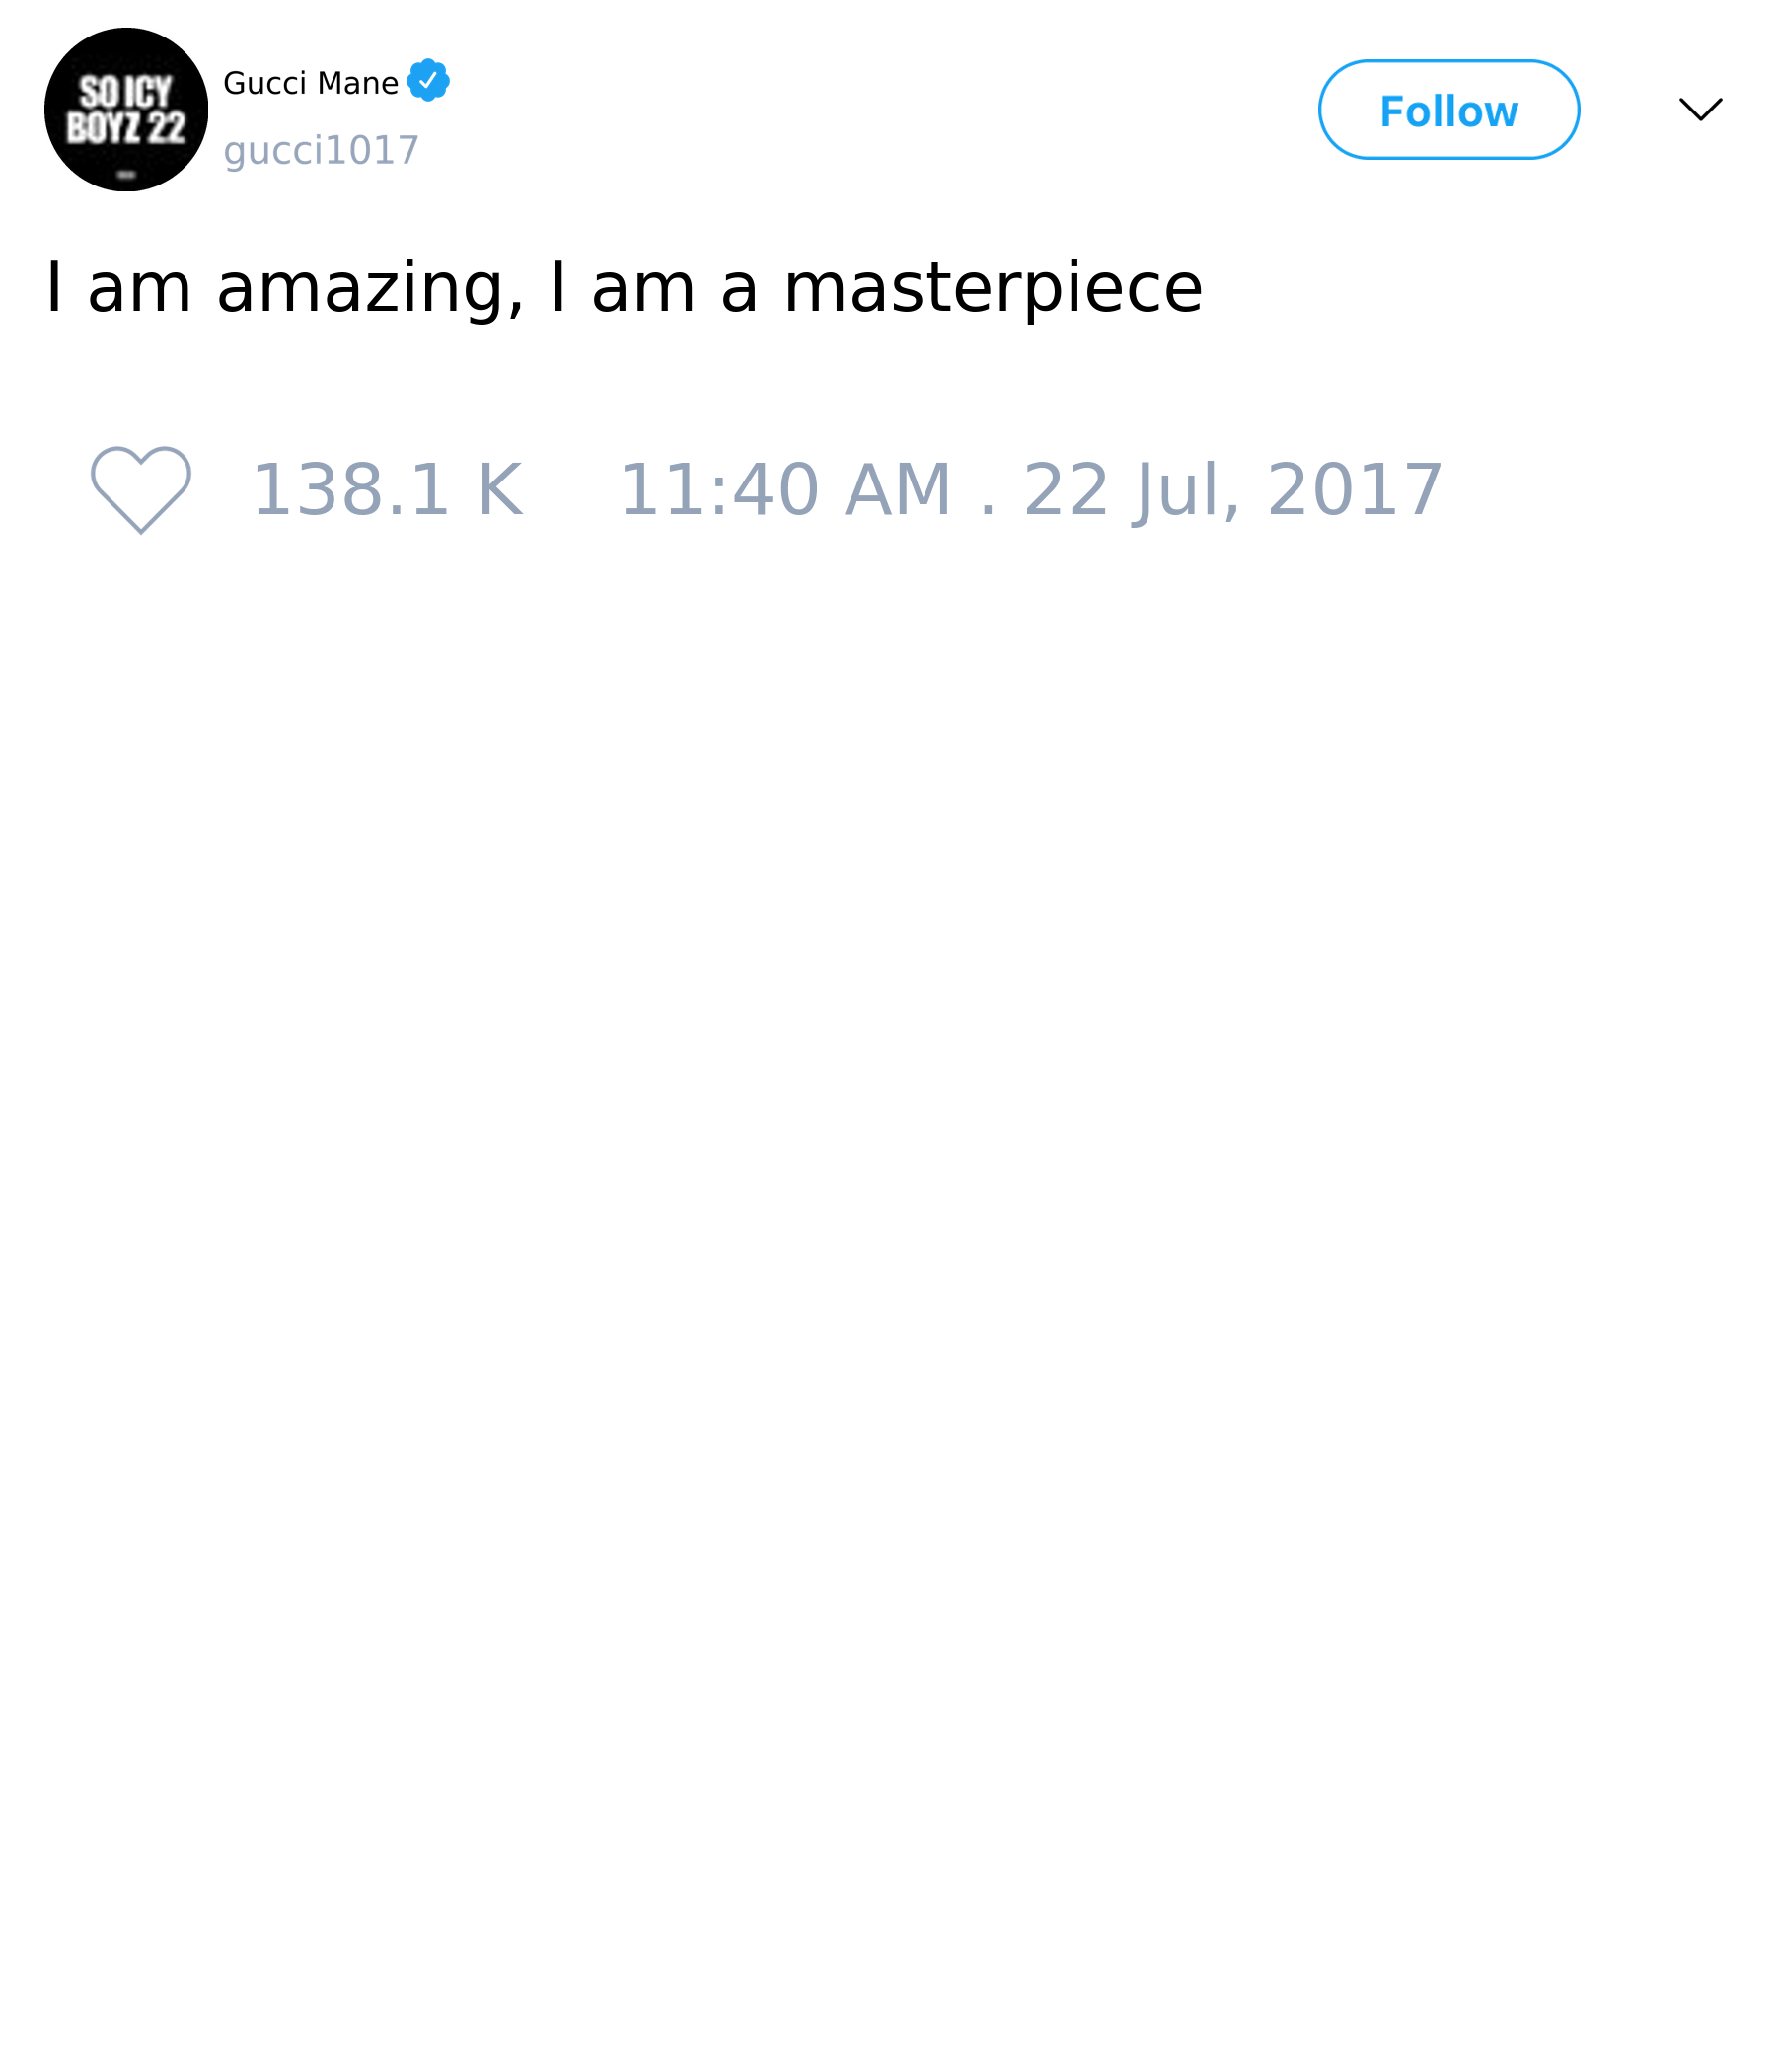 SO ICY
BOYZ 22
Gucci Mane
gucci1017
Follow
I am amazing, I am a masterpiece
138.1 K 11:40 AM . 22 Jul, 2017